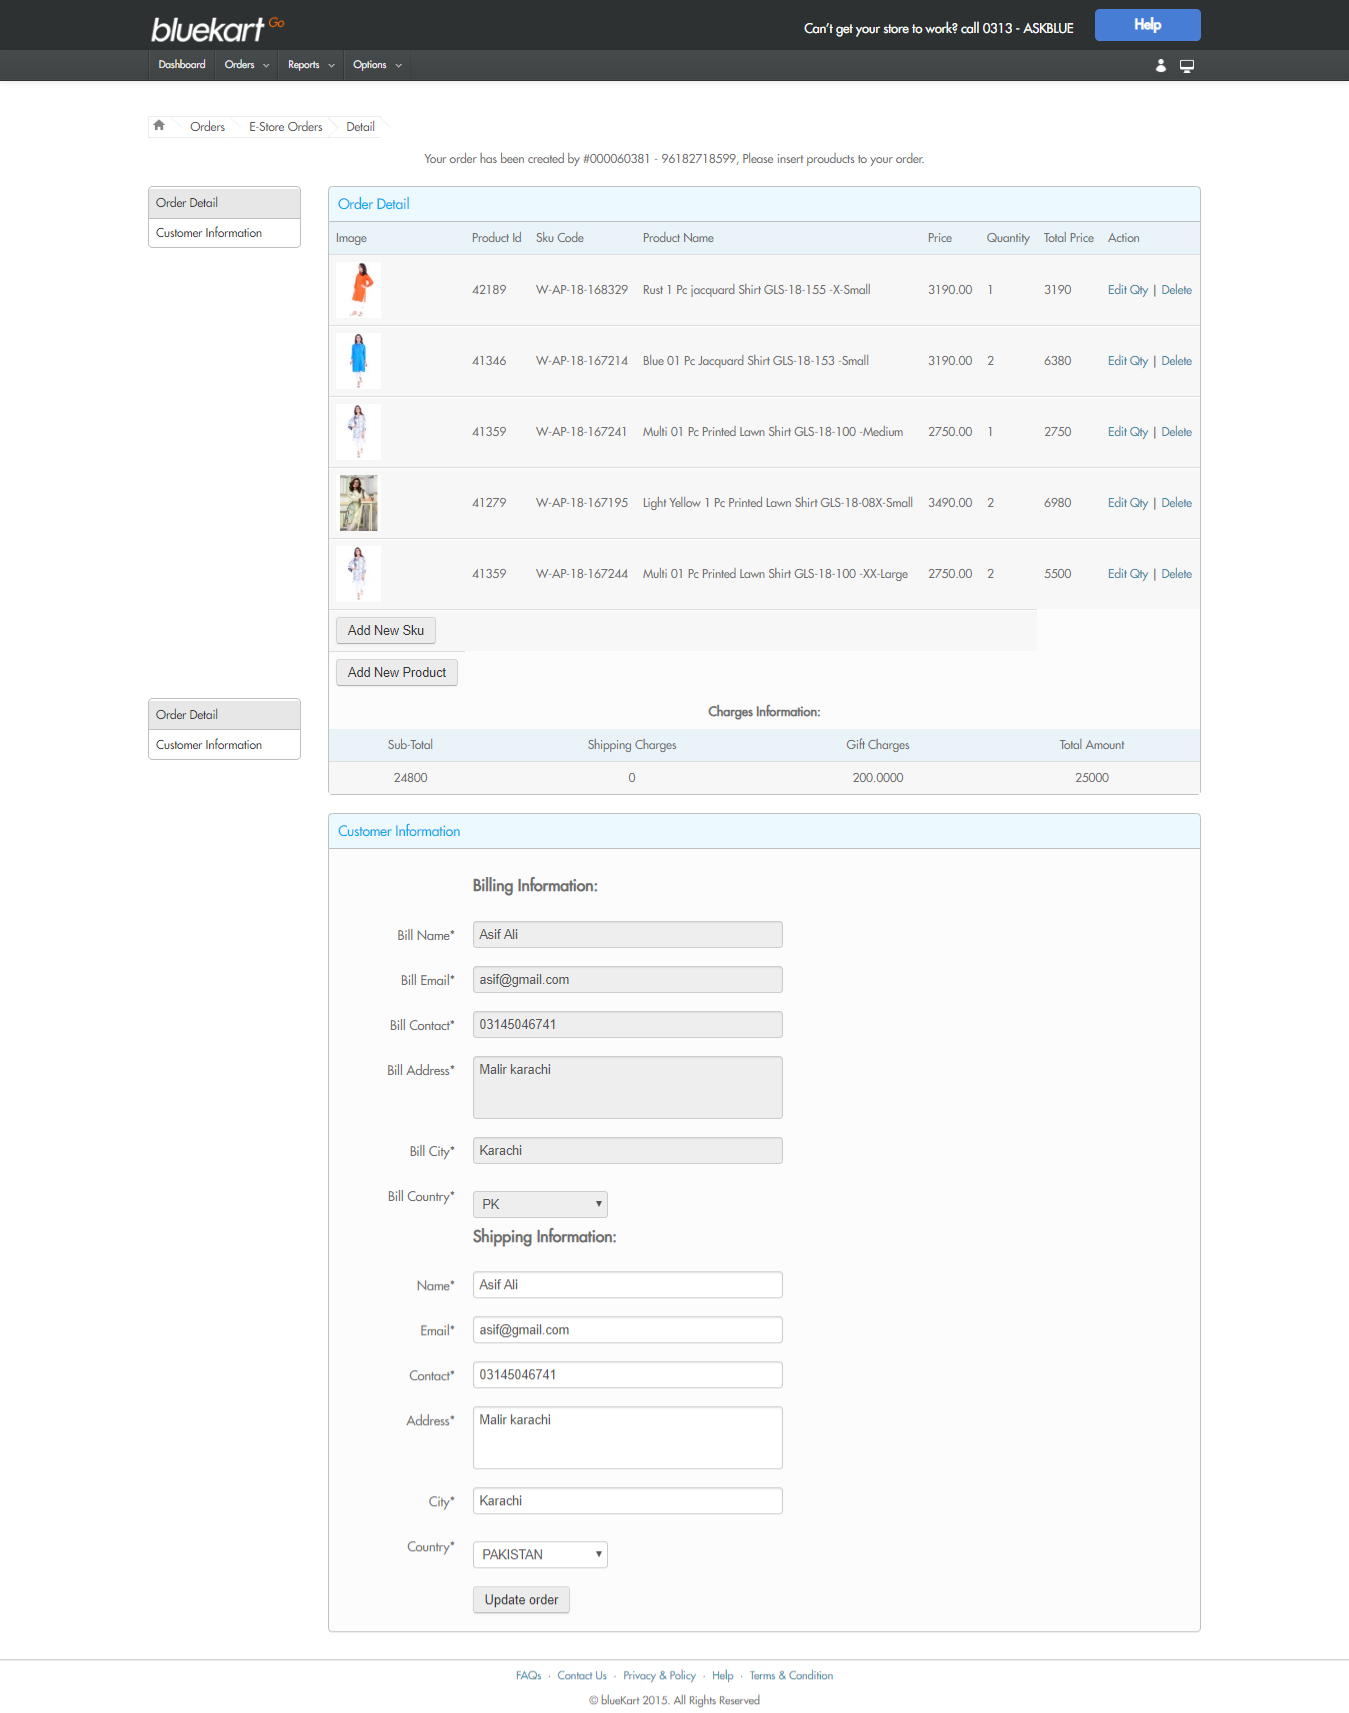 bluekart Go
Can't get your store to work? call 0313 - ASKBLUE
Help
Dashboard Orders Reports Options
Orders E-Store Orders Detail
Your order has been created by #000060381 - 96182718599, Please insert prouducts to your order.
Order Detail
Customer Information
Order Detail
Image Product Id Sku Code Product Name Price Quantity Total Price Action
42189 W-AP-18-168329 Rust 1 Pc jacquard Shirt GLS-18-155 -X-Small 3190.00 1 3190 Edit Qty | Delete
41346 W-AP-18-167214 Blue 01 Pc Jacquard Shirt GLS-18-153 -Small 3190.00 2 6380 Edit Qty | Delete
41359 W-AP-18-167241 Multi 01 Pc Printed Lawn Shirt GLS-18-100 -Medium 2750.00 1 2750 Edit Qty | Delete
41279 W-AP-18-167195 Light Yellow 1 Pc Printed Lawn Shirt GLS-18-08X-Small 3490.00 2 6980 Edit Qty | Delete
41359 W-AP-18-167244 Multi 01 Pc Printed Lawn Shirt GLS-18-100 -XX-Large 2750.00 2 5500 Edit Qty | Delete
Add New Sku
Add New Product
Order Detail
Customer Information
Charges Information:
Sub-Total Shipping Charges Gift Charges Total Amount
24800 0 200.0000 25000
Customer Information
Billing Information:
Bill Name* Asif Ali
Bill Email* asif@gmail.com
Bill Contact* 03145046741
Bill Address* Malir karachi
Bill City* Karachi
Bill Country* PK
Shipping Information:
Name* Asif Ali
Email* asif@gmail.com
Contact* 03145046741
Address* Malir karachi
City* Karachi
Country* PAKISTAN
Update order
FAQs · Contact Us · Privacy & Policy · Help · Terms & Condition
© blueKart 2015. All Rights Reserved